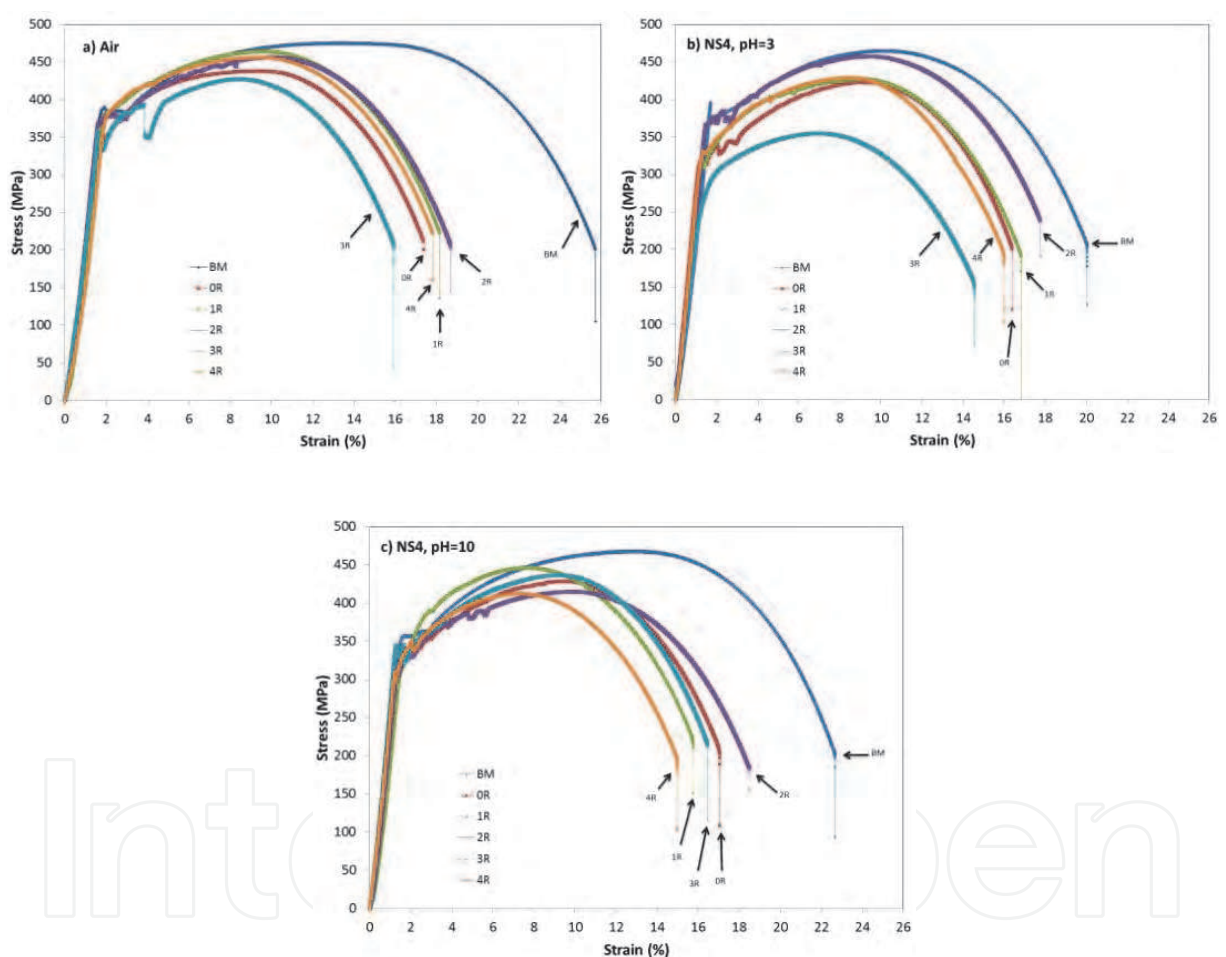 a) Air
Stress (MPa)
500
450
400
350
300
250
200
150
100
50
0
BM
0R
1R
2R
3R
4R
3R
0R
4R
1R
2R
BM
0 2 4 6 8 10 12 14 16 18 20 22 24 26
Strain (%)
b) NS4, pH=3
Stress (MPa)
500
450
400
350
300
250
200
150
100
50
0
BM
0R
1R
2R
3R
4R
3R
4R
0R
1R
2R
BM
0 2 4 6 8 10 12 14 16 18 20 22 24 26
Strain (%)
c) NS4, pH=10
Stress (MPa)
500
450
400
350
300
250
200
150
100
50
0
BM
0R
1R
2R
3R
4R
4R
1R
3R
0R
2R
BM
0 2 4 6 8 10 12 14 16 18 20 22 24 26
Strain (%)